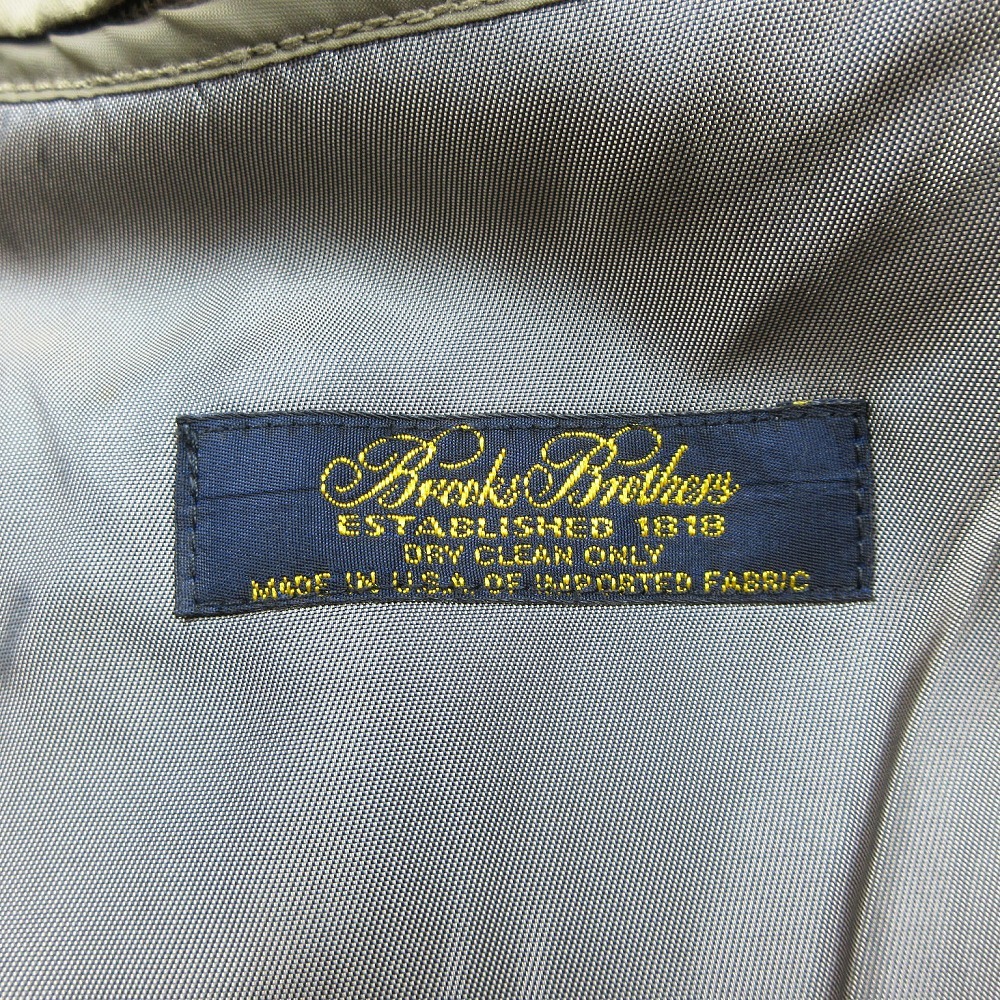 Brooks Brothers
ESTABLISHED 1818
DRY CLEAN ONLY
MADE IN U.S.A. OF IMPORTED FABRIC